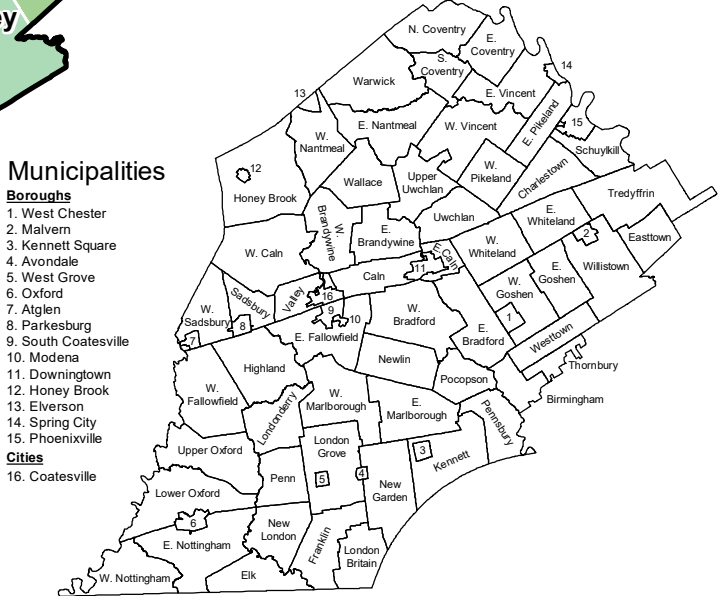 ey
Municipalities
Boroughs
1. West Chester
2. Malvern
3. Kennett Square
4. Avondale
5. West Grove
6. Oxford
7. Atglen
8. Parkesburg
9. South Coatesville
10. Modena
11. Downingtown
12. Honey Brook
13. Elverson
14. Spring City
15. Phoenixville
Cities
16. Coatesville
N. Coventry
E.
Coventry
S.
Coventry
14
Warwick
13
E. Vincent
E. Pikeland
15
W.
Nantmeal
E. Nantmeal
W. Vincent
Schuylkill
12
Honey Brook
Wallace
Upper
Uwchlan
W.
Pikeland
Charlestown
Tredyffrin
W.
Brandywine
E.
Brandywine
Uwchlan
E.
Whiteland
2
Easttown
W. Caln
W.
Whiteland
E. Caln
Caln
11
Willistown
E.
Goshen
W.
Goshen
1
W.
Sadsbury
Sadsbury
Valley
16
9
10
7
8
E. Fallowfield
W.
Bradford
E.
Bradford
Westtown
Thornbury
Birmingham
Highland
Newlin
Pocopson
W.
Fallowfield
Londonderry
W.
Marlborough
E.
Marlborough
Pennsbury
Upper Oxford
London
Grove
3
Kennett
Penn
5
4
New
Garden
Lower Oxford
6
E. Nottingham
New
London
Franklin
London
Britain
W. Nottingham
Elk